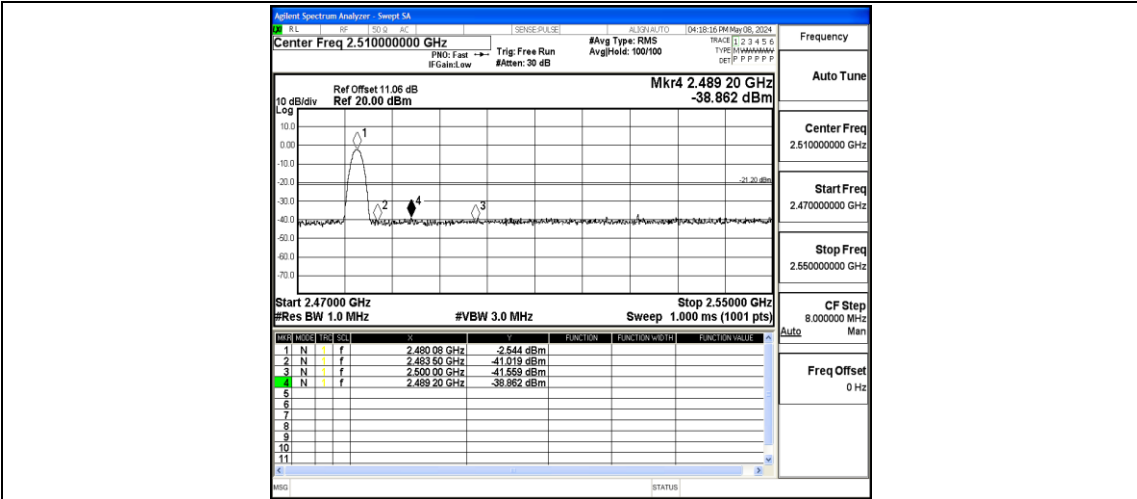 Agilent Spectrum Analyzer - Swept SA
RL RF 50 Ω AC SENSE:PULSE ALIGN AUTO 04:18:16 PM May 08, 2024
Center Freq 2.510000000 GHz
PNO: Fast
IFGain:Low
Trig: Free Run
#Atten: 30 dB
#Avg Type: RMS
Avg|Hold: 100/100
TRACE 1 2 3 4 5 6
TYPE M
DET P P P P P P
Mkr4 2.489 20 GHz
-38.862 dBm
Ref Offset 11.06 dB
10 dB/div Ref 20.00 dBm
Log
10.0
0.00
-10.0
-20.0
-30.0
-40.0
-50.0
-60.0
-70.0
1
2
4
3
-21.20 dBm
Start 2.47000 GHz Stop 2.55000 GHz
#Res BW 1.0 MHz #VBW 3.0 MHz Sweep 1.000 ms (1001 pts)
MKR MODE TRC SCL X Y FUNCTION FUNCTION WIDTH FUNCTION VALUE
1 N 1 f 2.480 08 GHz -2.544 dBm
2 N 1 f 2.483 50 GHz -41.019 dBm
3 N 1 f 2.500 00 GHz -41.559 dBm
4 N 1 f 2.489 20 GHz -38.862 dBm
5
6
7
8
9
10
11
MSG STATUS
Frequency
Auto Tune
Center Freq
2.510000000 GHz
Start Freq
2.470000000 GHz
Stop Freq
2.550000000 GHz
CF Step
8.000000 MHz
Auto Man
Freq Offset
0 Hz